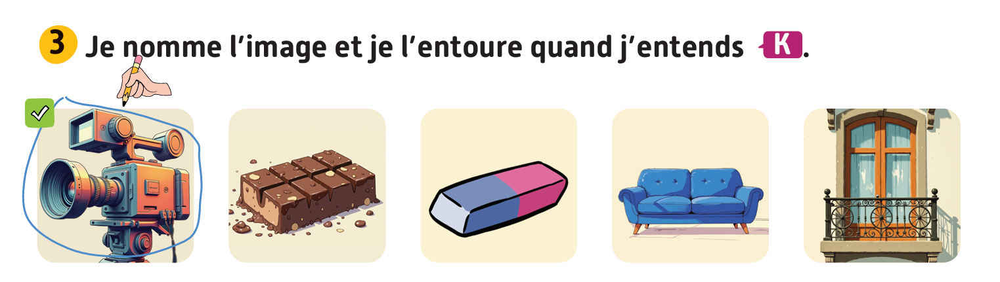 3 Je nomme l'image et je l'entoure quand j'entends K.